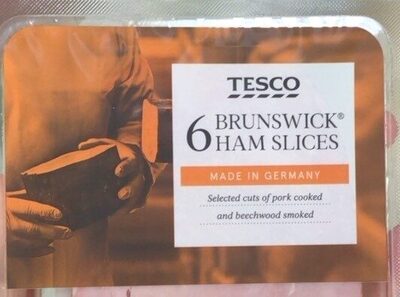 TESCO
6 BRUNSWICK®
HAM SLICES
MADE IN GERMANY
Selected cuts of pork cooked
and beechwood smoked